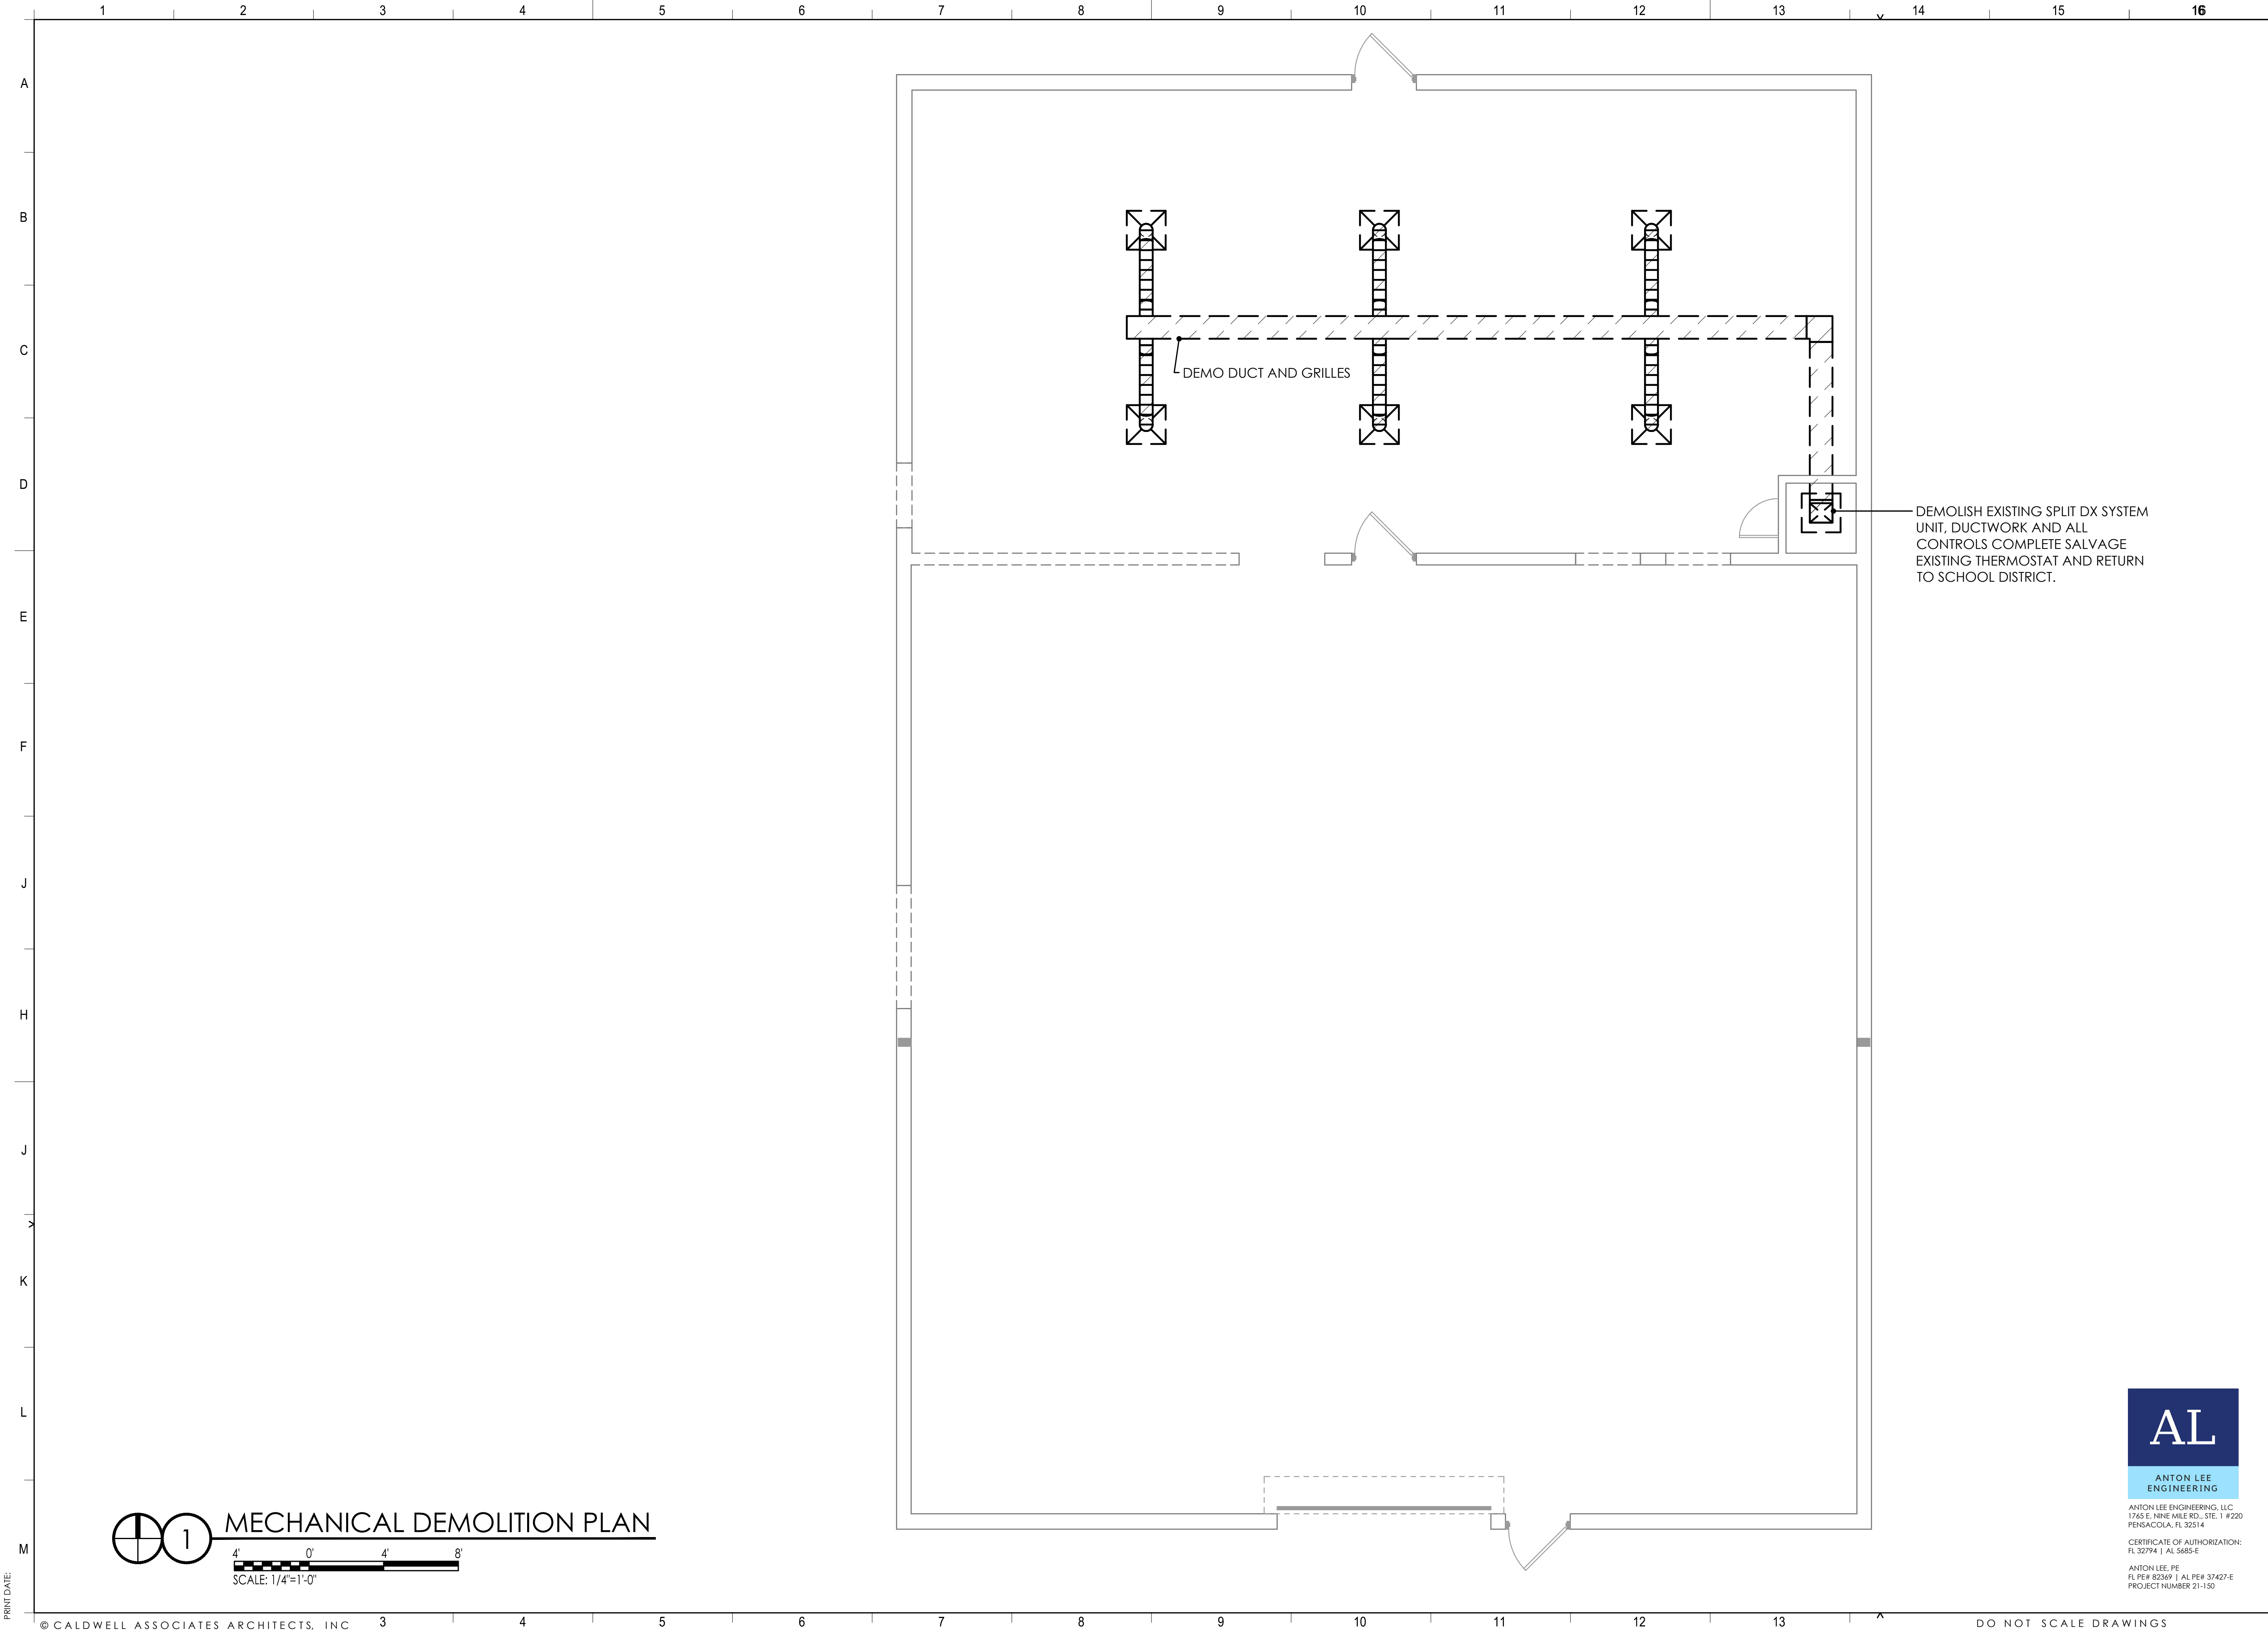 1 2 3 4 5 6 7 8 9 10 11 12 13 14 15 16
A
B
C
DEMO DUCT AND GRILLES
D
DEMOLISH EXISTING SPLIT DX SYSTEM
UNIT, DUCTWORK AND ALL
CONTROLS COMPLETE SALVAGE
EXISTING THERMOSTAT AND RETURN
TO SCHOOL DISTRICT.
E
F
J
H
J
K
L
M
1
MECHANICAL DEMOLITION PLAN
4' 0' 4' 8'
SCALE: 1/4"=1'-0"
AL
ANTON LEE
ENGINEERING
ANTON LEE ENGINEERING, LLC
1765 E. NINE MILE RD., STE. 1 #220
PENSACOLA, FL 32514
CERTIFICATE OF AUTHORIZATION:
FL 32794 | AL 5685-E
ANTON LEE, PE
FL PE# 82369 | AL PE# 37427-E
PROJECT NUMBER 21-150
PRINT DATE:
© CALDWELL ASSOCIATES ARCHITECTS, INC
3 4 5 6 7 8 9 10 11 12 13
DO NOT SCALE DRAWINGS